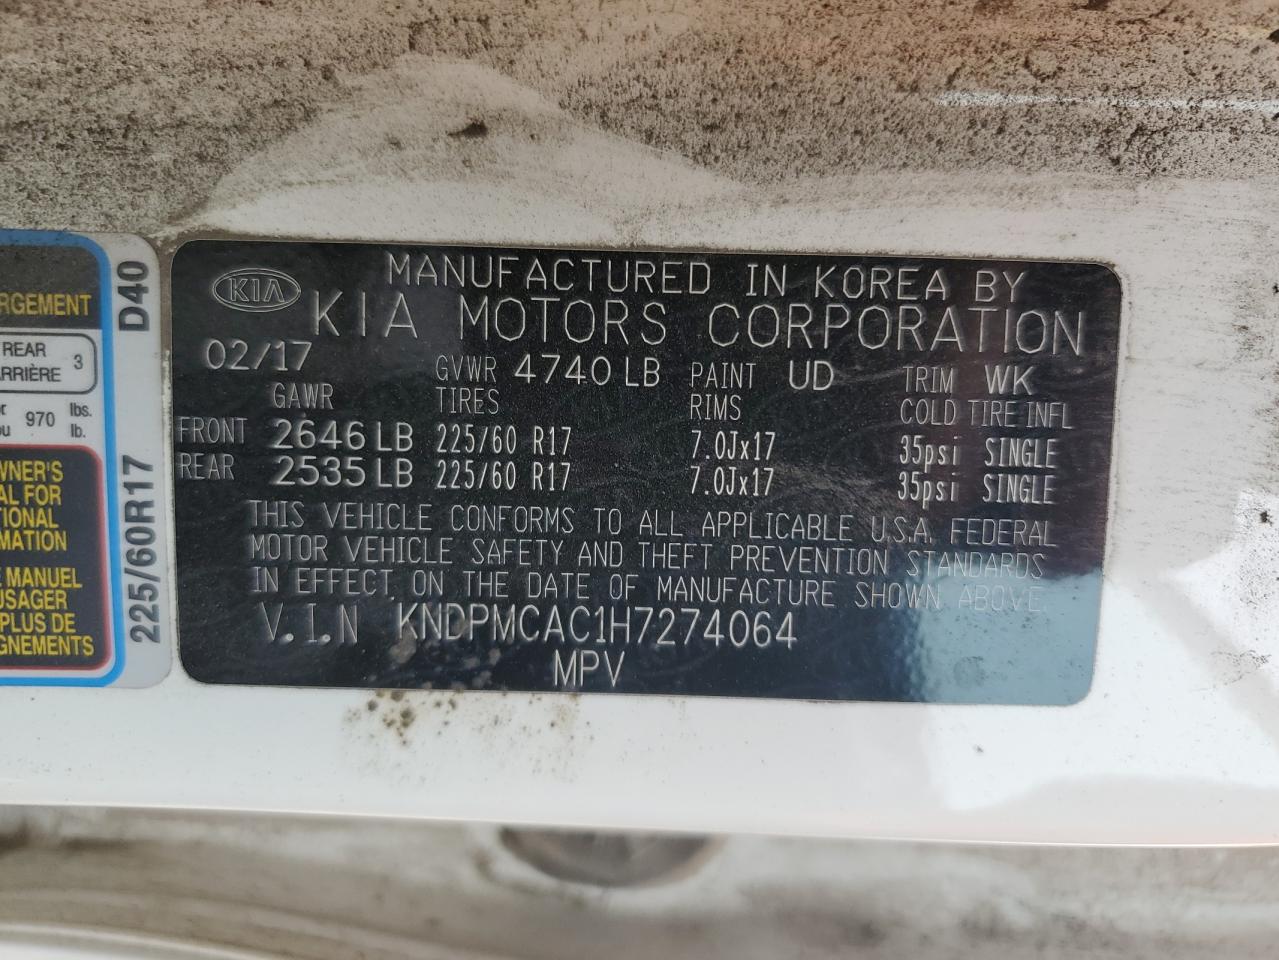 RGEMENT
REAR 3
ARRIÈRE
or 970 lbs.
ou lb.
WNER'S
AL FOR
TIONAL
MATION
E MANUEL
USAGER
PLUS DE
GNEMENTS
D40
225/60R17
KIA
MANUFACTURED IN KOREA BY
KIA MOTORS CORPORATION
02/17 GVWR 4740 LB PAINT UD TRIM WK
GAWR TIRES RIMS COLD TIRE INFL
FRONT 2646 LB 225/60 R17 7.0Jx17 35psi SINGLE
REAR 2535 LB 225/60 R17 7.0Jx17 35psi SINGLE
THIS VEHICLE CONFORMS TO ALL APPLICABLE U.S.A. FEDERAL
MOTOR VEHICLE SAFETY AND THEFT PREVENTION STANDARDS
IN EFFECT ON THE DATE OF MANUFACTURE SHOWN ABOVE.
V.I.N KNDPMCAC1H7274064
MPV